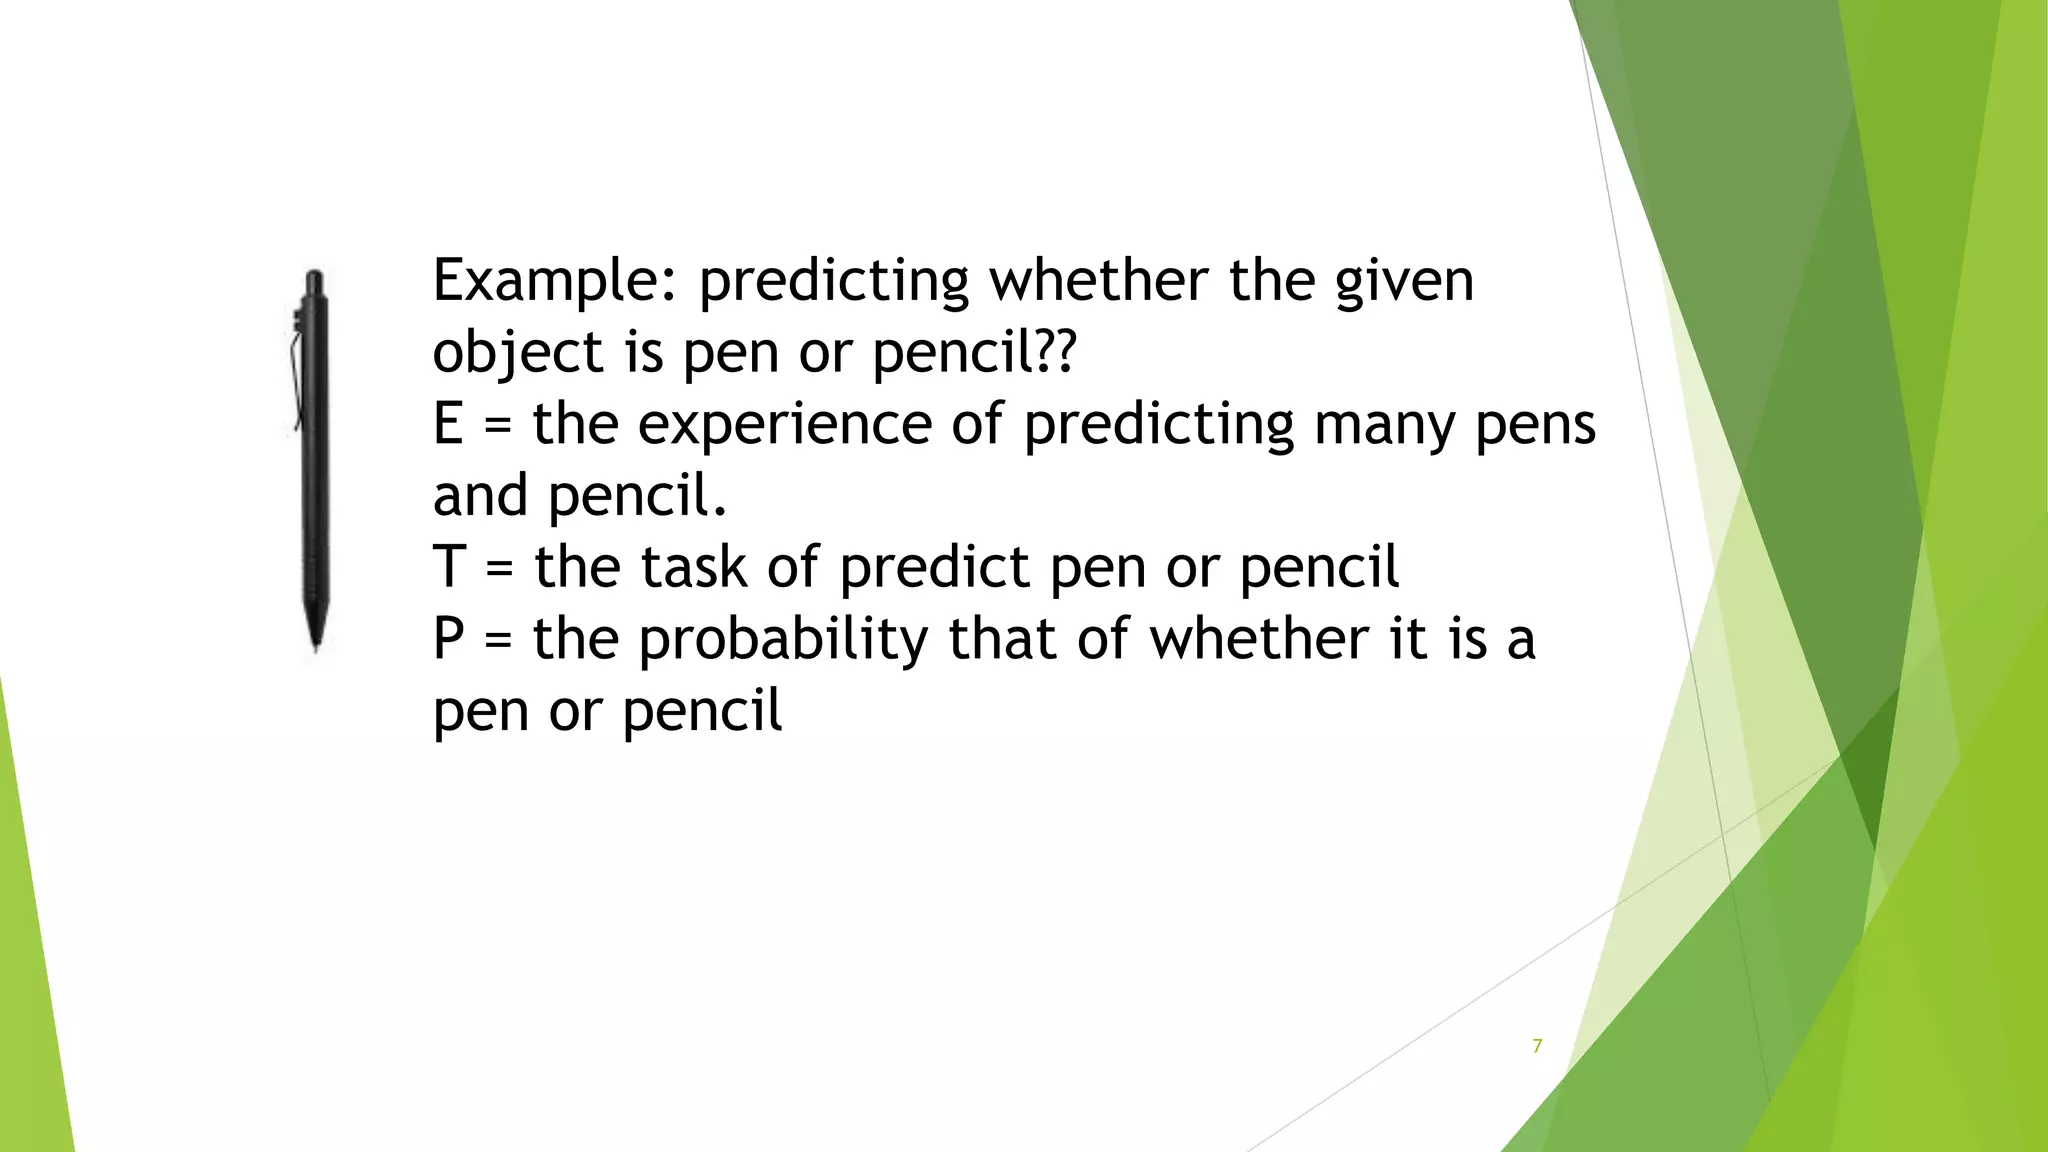 Example: predicting whether the given
object is pen or pencil??
E = the experience of predicting many pens
and pencil.
T = the task of predict pen or pencil
P = the probability that of whether it is a
pen or pencil
7